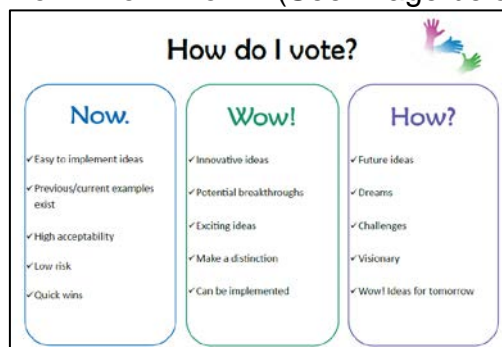 How do I vote?
Now.
✓Easy to implement ideas
✓Previous/current examples
exist
✓High acceptability
✓Low risk
✓Quick wins
Wow!
✓Innovative ideas
✓Potential breakthroughs
✓Exciting ideas
✓Make a distinction
✓Can be implemented
How?
✓Future ideas
✓Dreams
✓Challenges
✓Visionary
✓Wow! Ideas for tomorrow